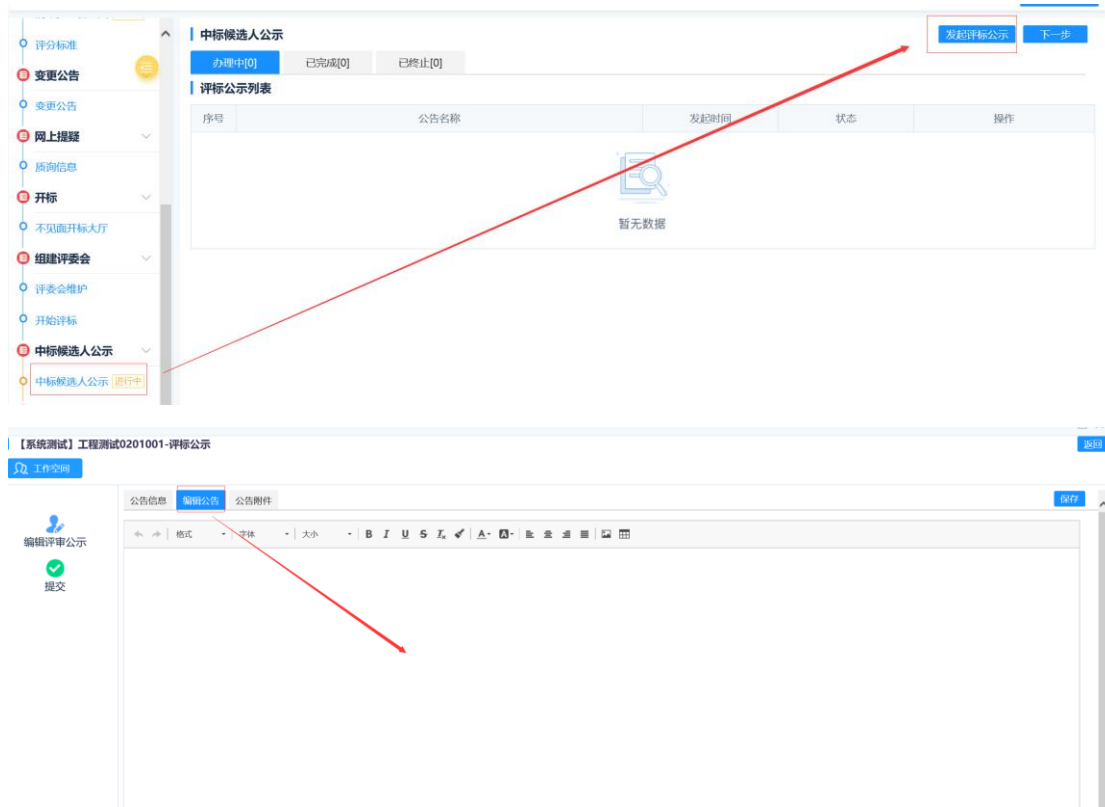 评分标准
变更公告
变更公告
网上提疑
质询信息
开标
不见面开标大厅
组建评委会
评委会维护
开始评标
中标候选人公示
中标候选人公示 进行中
中标候选人公示
发起评标公示 下一步
办理中[0] 已完成[0] 已终止[0]
评标公示列表
序号 公告名称 发起时间 状态 操作
暂无数据
【系统测试】工程测试0201001-评标公示
返回
工作空间
编辑评审公示
提交
公告信息 编辑公告 公告附件 保存
格式 字体 大小 B I U S Ix A A